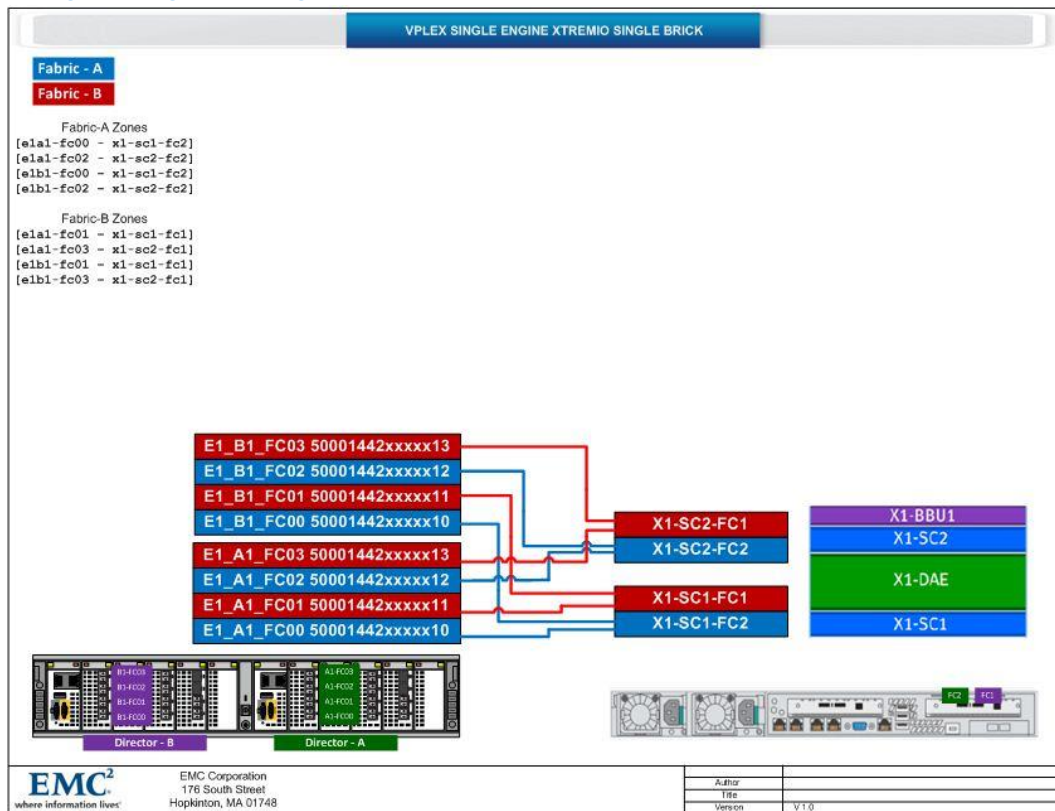 VPLEX SINGLE ENGINE XTREMIO SINGLE BRICK
Fabric - A
Fabric - B
Fabric-A Zones
[e1a1-fc00 - x1-sc1-fc2]
[e1a1-fc02 - x1-sc2-fc2]
[e1b1-fc00 - x1-sc1-fc2]
[e1b1-fc02 - x1-sc2-fc2]
Fabric-B Zones
[e1a1-fc01 - x1-sc1-fc1]
[e1a1-fc03 - x1-sc2-fc1]
[e1b1-fc01 - x1-sc1-fc1]
[e1b1-fc03 - x1-sc2-fc1]
E1_B1_FC03 50001442xxxxx13
E1_B1_FC02 50001442xxxxx12
E1_B1_FC01 50001442xxxxx11
E1_B1_FC00 50001442xxxxx10
E1_A1_FC03 50001442xxxxx13
E1_A1_FC02 50001442xxxxx12
E1_A1_FC01 50001442xxxxx11
E1_A1_FC00 50001442xxxxx10
X1-SC2-FC1
X1-SC2-FC2
X1-SC1-FC1
X1-SC1-FC2
X1-BBU1
X1-SC2
X1-DAE
X1-SC1
B1-FC03
B1-FC02
B1-FC01
B1-FC00
A1-FC03
A1-FC02
A1-FC01
A1-FC00
Director - B
Director - A
FC2
FC1
EMC²
where information lives®
EMC Corporation
176 South Street
Hopkinton, MA 01748
Author
Title
Version V 1.0